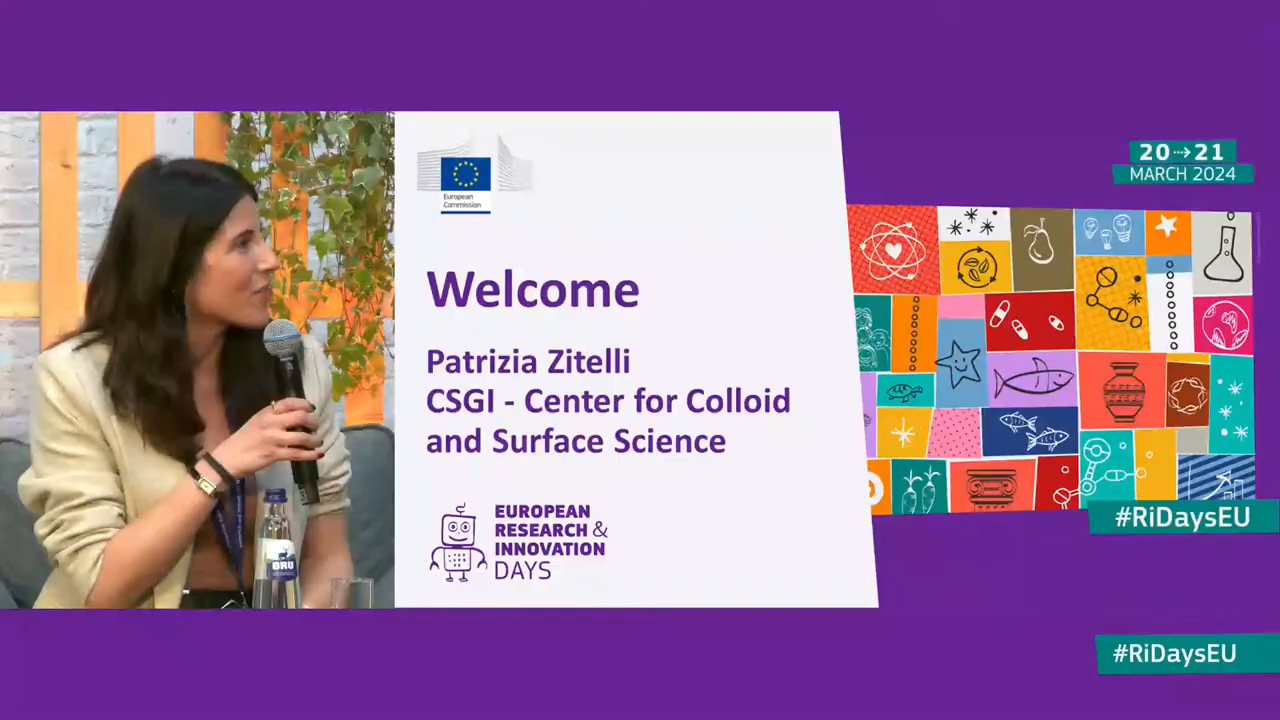 European
Commission
Welcome
Patrizia Zitelli
CSGI - Center for Colloid
and Surface Science
EUROPEAN
RESEARCH &
INNOVATION
DAYS
BRU
20 ⇢ 21
MARCH 2024
#RiDaysEU
#RiDaysEU